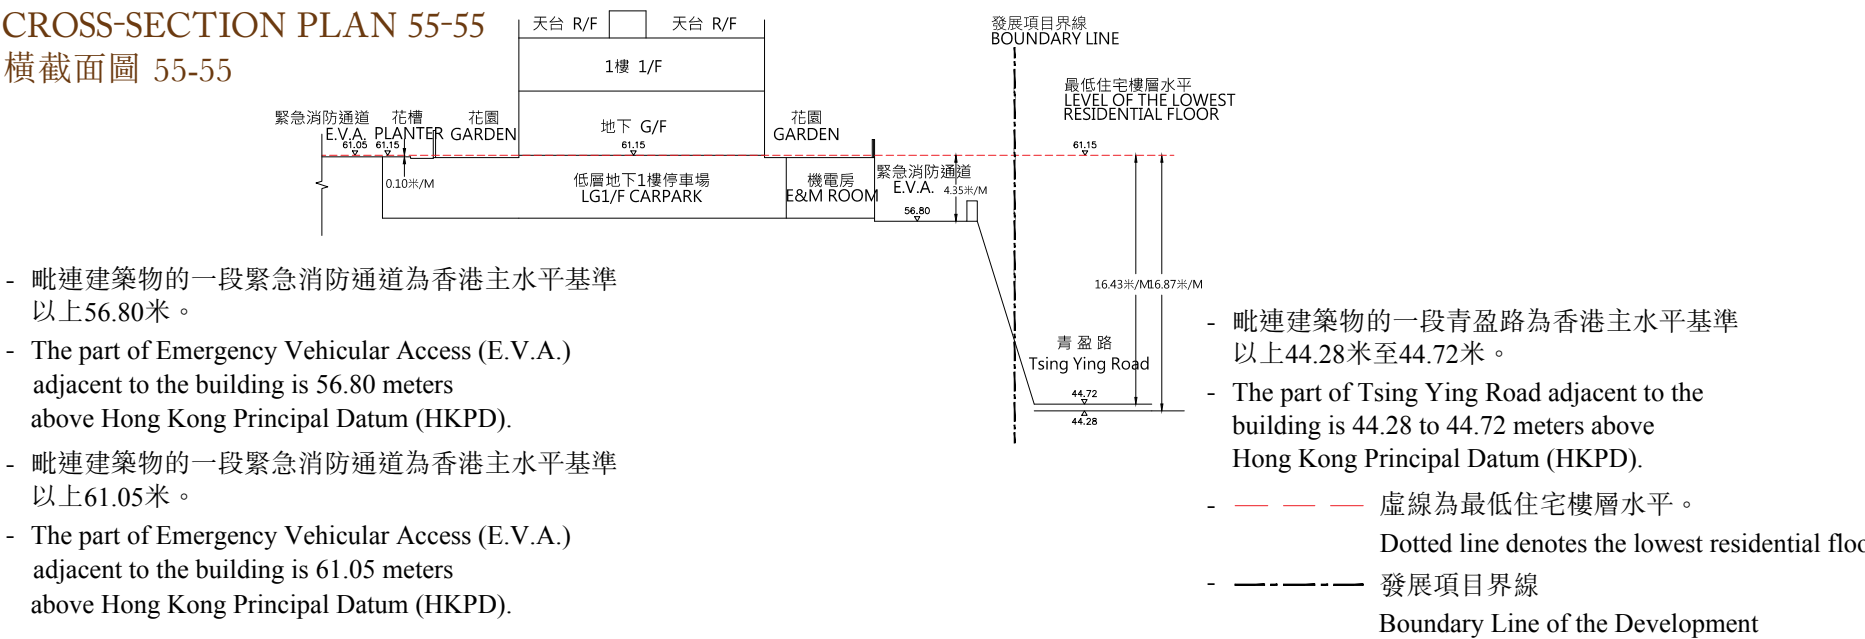 CROSS-SECTION PLAN 55-55
橫截面圖 55-55
天台 R/F
天台 R/F
1樓 1/F
地下 G/F
61.15
緊急消防通道
E.V.A.
61.05
花槽
PLANTER
61.15
花園
GARDEN
花園
GARDEN
0.10米/M
低層地下1樓停車場
LG1/F CARPARK
機電房
E&M ROOM
緊急消防通道
E.V.A.
4.35米/M
56.80
發展項目界線
BOUNDARY LINE
最低住宅樓層水平
LEVEL OF THE LOWEST
RESIDENTIAL FLOOR
61.15
16.43米/M
16.87米/M
青盈路
Tsing Ying Road
44.72
44.28
- 毗連建築物的一段緊急消防通道為香港主水平基準
以上56.80米。
- The part of Emergency Vehicular Access (E.V.A.)
adjacent to the building is 56.80 meters
above Hong Kong Principal Datum (HKPD).
- 毗連建築物的一段緊急消防通道為香港主水平基準
以上61.05米。
- The part of Emergency Vehicular Access (E.V.A.)
adjacent to the building is 61.05 meters
above Hong Kong Principal Datum (HKPD).
- 毗連建築物的一段青盈路為香港主水平基準
以上44.28米至44.72米。
- The part of Tsing Ying Road adjacent to the
building is 44.28 to 44.72 meters above
Hong Kong Principal Datum (HKPD).
- 虛線為最低住宅樓層水平。
Dotted line denotes the lowest residential floo
- 發展項目界線
Boundary Line of the Development